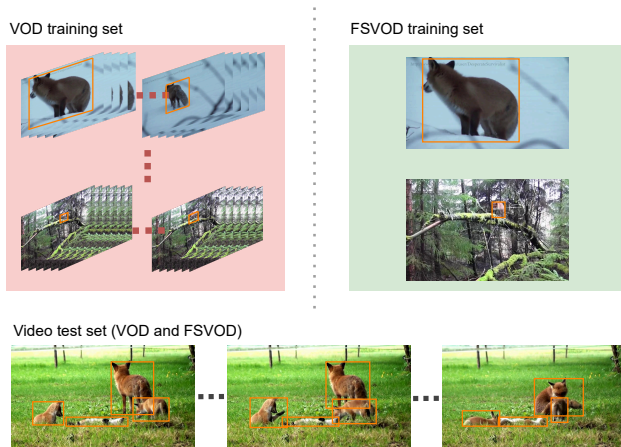 VOD training set
FSVOD training set
Video test set (VOD and FSVOD)